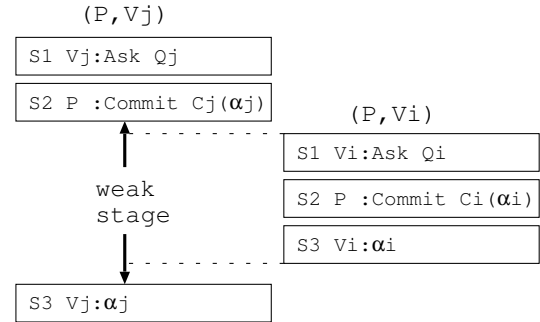 (P,Vj)
S1 Vj:Ask Qj
S2 P :Commit Cj(αj)
(P,Vi)
S1 Vi:Ask Qi
S2 P :Commit Ci(αi)
S3 Vi:αi
weak
stage
S3 Vj:αj